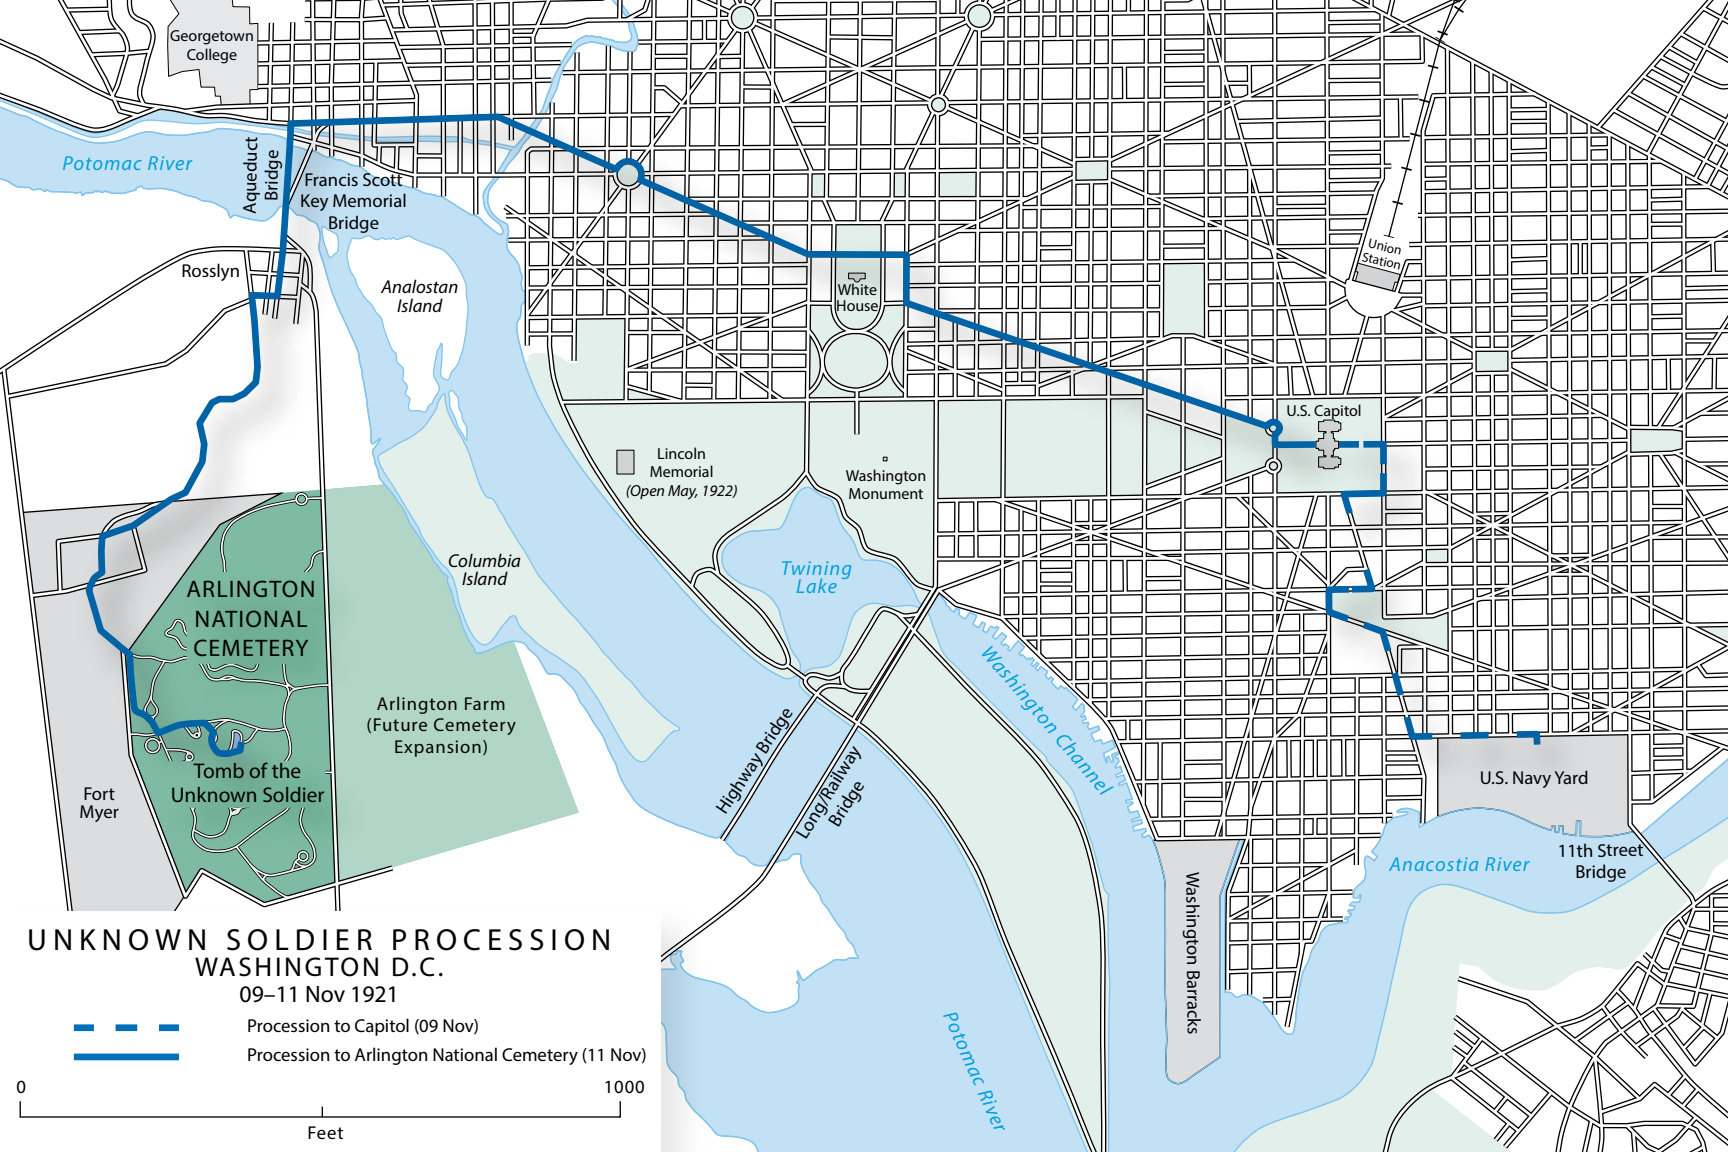 Georgetown
College
Potomac River
Aqueduct
Bridge
Francis Scott
Key Memorial
Bridge
Rosslyn
Analostan
Island
White
House
Union
Station
U.S. Capitol
Lincoln
Memorial
(Open May, 1922)
Washington
Monument
Columbia
Island
Twining
Lake
ARLINGTON
NATIONAL
CEMETERY
Arlington Farm
(Future Cemetery
Expansion)
Washington Channel
Highway Bridge
Long/Railway
Bridge
Tomb of the
Unknown Soldier
Fort
Myer
U.S. Navy Yard
11th Street
Bridge
Anacostia River
Washington Barracks
Potomac River
UNKNOWN SOLDIER PROCESSION
WASHINGTON D.C.
09–11 Nov 1921
Procession to Capitol (09 Nov)
Procession to Arlington National Cemetery (11 Nov)
0 1000
Feet